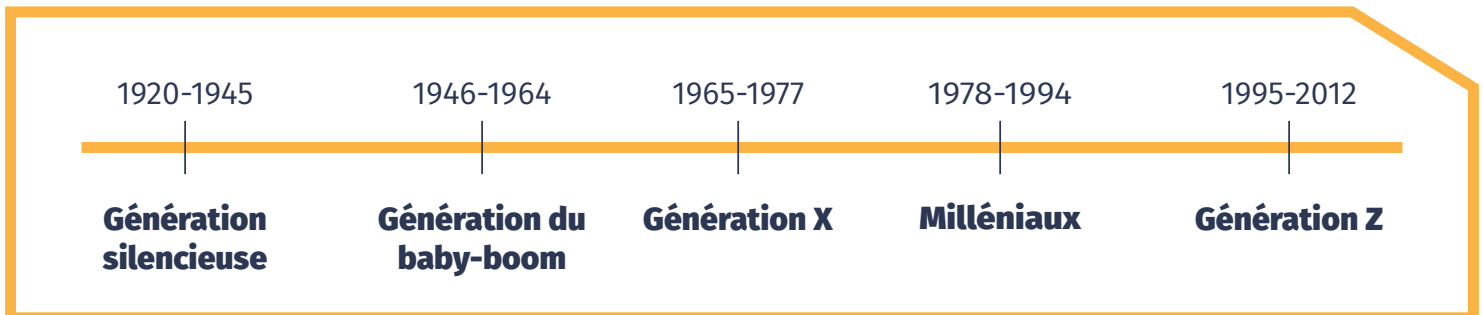 1920-1945
1946-1964
1965-1977
1978-1994
1995-2012
Génération
silencieuse
Génération du
baby-boom
Génération X
Milléniaux
Génération Z